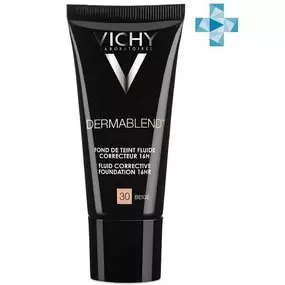 VICHY
LABORATOIRES
DERMABLEND
FOND DE TEINT FLUIDE
CORRECTEUR 16H
FLUID CORRECTIVE
FOUNDATION 16HR
30 BEIGE